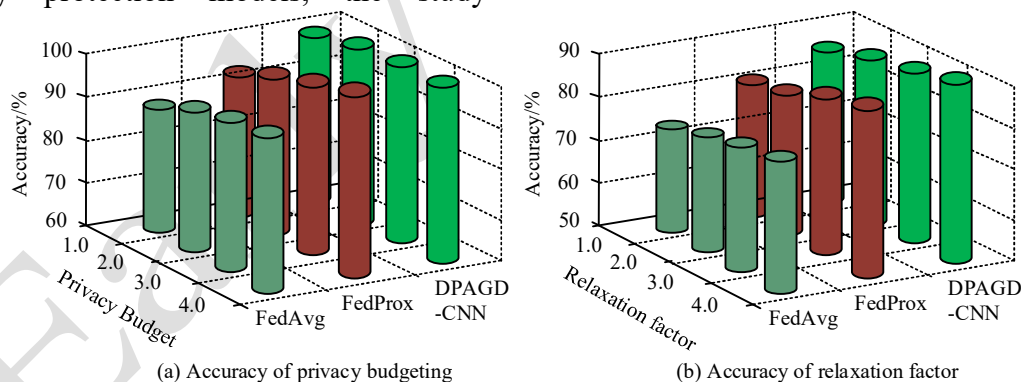 protection models, the study
100
90
80
70
60
Accuracy/%
1.0
2.0
3.0
4.0
Privacy Budget
FedAvg
FedProx
DPAGD
-CNN
(a) Accuracy of privacy budgeting
90
80
70
60
50
Accuracy/%
1.0
2.0
3.0
4.0
Relaxation factor
FedAvg
FedProx
DPAGD
-CNN
(b) Accuracy of relaxation factor